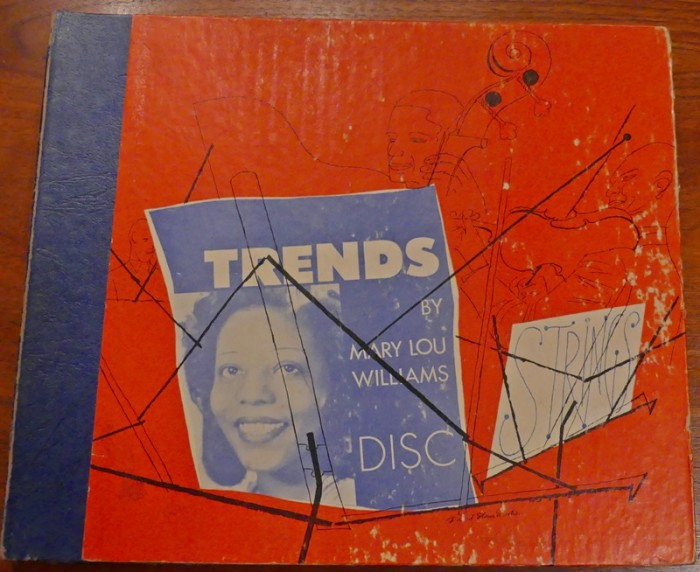 TRENDS
BY
MARY LOU
WILLIAMS
DISC
STRINGS